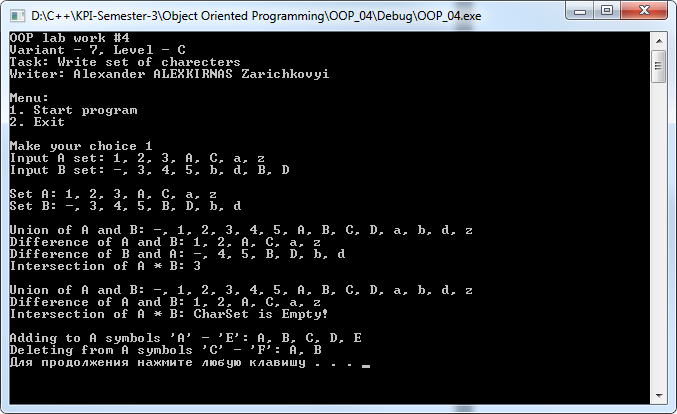 D:\C++\KPI-Semester-3\Object Oriented Programming\OOP_04\Debug\OOP_04.exe
OOP lab work #4
Variant - 7, Level - C
Task: Write set of charecters
Writer: Alexander ALEXKIRNAS Zarichkovyi
Menu:
1. Start program
2. Exit
Make your choice 1
Input A set: 1, 2, 3, A, C, a, z
Input B set: -, 3, 4, 5, b, d, B, D
Set A: 1, 2, 3, A, C, a, z
Set B: -, 3, 4, 5, B, D, b, d
Union of A and B: -, 1, 2, 3, 4, 5, A, B, C, D, a, b, d, z
Difference of A and B: 1, 2, A, C, a, z
Difference of B and A: -, 4, 5, B, D, b, d
Intersection of A * B: 3
Union of A and B: -, 1, 2, 3, 4, 5, A, B, C, D, a, b, d, z
Difference of A and B: 1, 2, A, C, a, z
Intersection of A * B: CharSet is Empty!
Adding to A symbols 'A' - 'E': A, B, C, D, E
Deleting from A symbols 'C' - 'F': A, B
Для продолжения нажмите любую клавишу . . . _